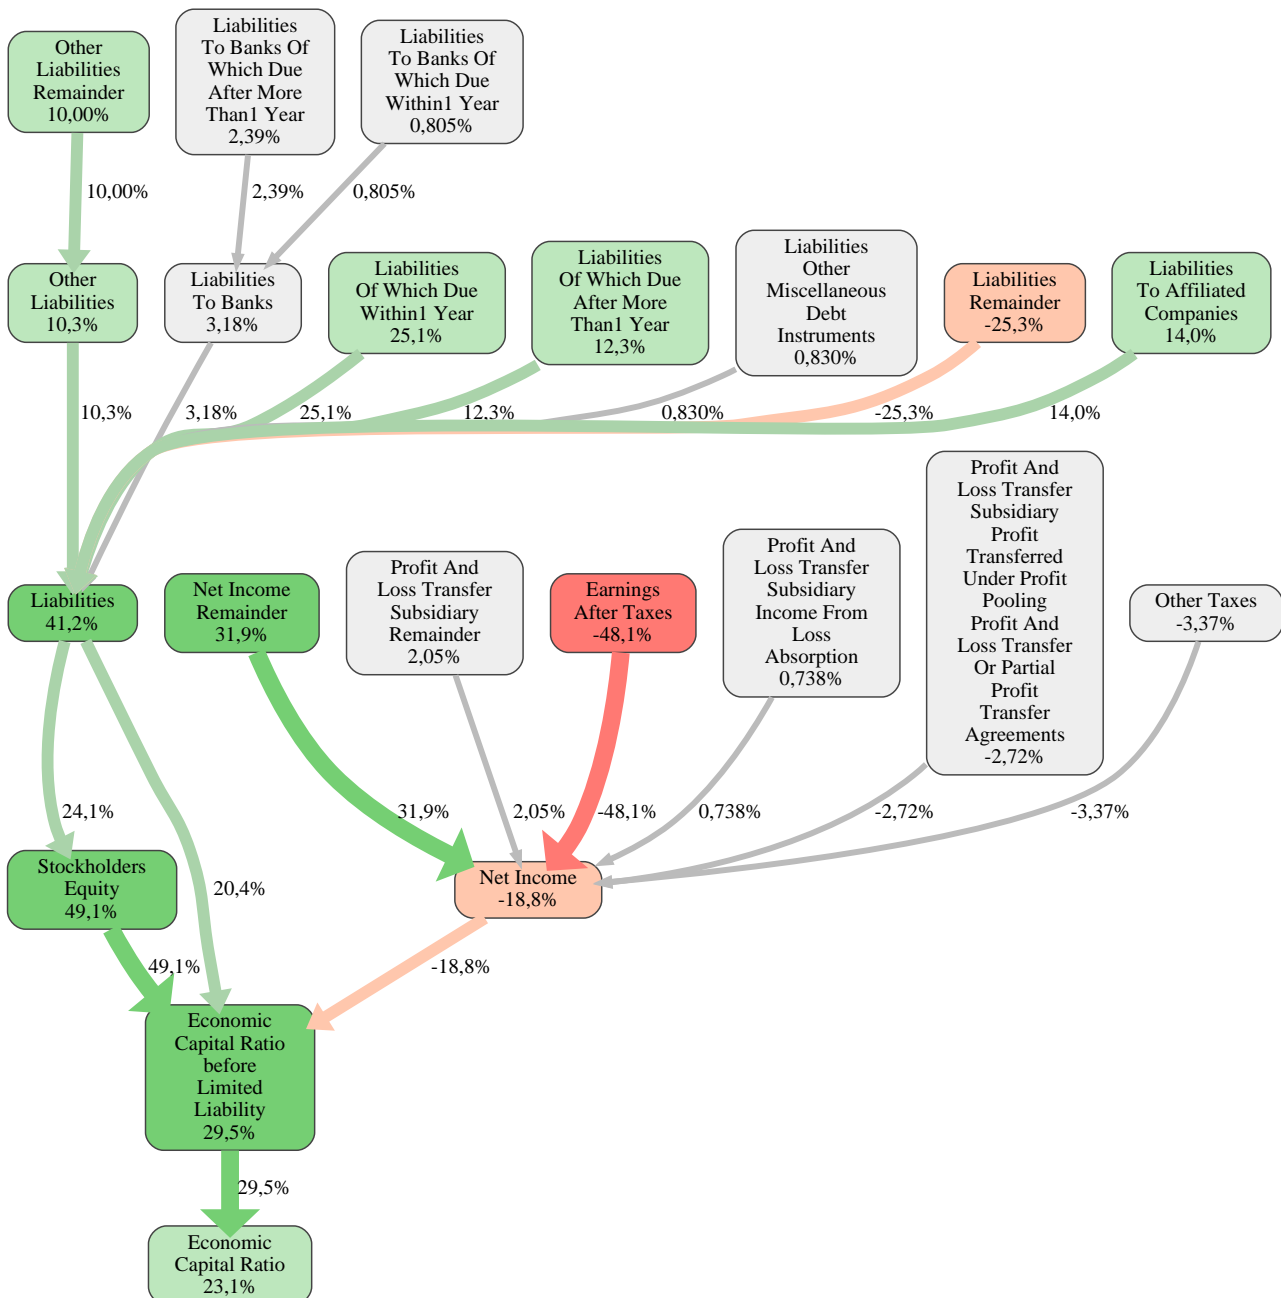 Other
Liabilities
Remainder
10,00%
Liabilities
To Banks Of
Which Due
After More
Than1 Year
2,39%
Liabilities
To Banks Of
Which Due
Within1 Year
0,805%
10,00%
2,39%
0,805%
Other
Liabilities
10,3%
Liabilities
To Banks
3,18%
Liabilities
Of Which Due
Within1 Year
25,1%
Liabilities
Of Which Due
After More
Than1 Year
12,3%
Liabilities
Other
Miscellaneous
Debt
Instruments
0,830%
Liabilities
Remainder
-25,3%
Liabilities
To Affiliated
Companies
14,0%
10,3%
3,18%
25,1%
12,3%
0,830%
-25,3%
14,0%
Liabilities
41,2%
Net Income
Remainder
31,9%
Profit And
Loss Transfer
Subsidiary
Remainder
2,05%
Earnings
After Taxes
-48,1%
Profit And
Loss Transfer
Subsidiary
Income From
Loss
Absorption
0,738%
Profit And
Loss Transfer
Subsidiary
Profit
Transferred
Under Profit
Pooling
Profit And
Loss Transfer
Or Partial
Profit
Transfer
Agreements
-2,72%
Other Taxes
-3,37%
24,1%
20,4%
31,9%
2,05%
-48,1%
0,738%
-2,72%
-3,37%
Stockholders
Equity
49,1%
Net Income
-18,8%
49,1%
-18,8%
Economic
Capital Ratio
before
Limited
Liability
29,5%
29,5%
Economic
Capital Ratio
23,1%